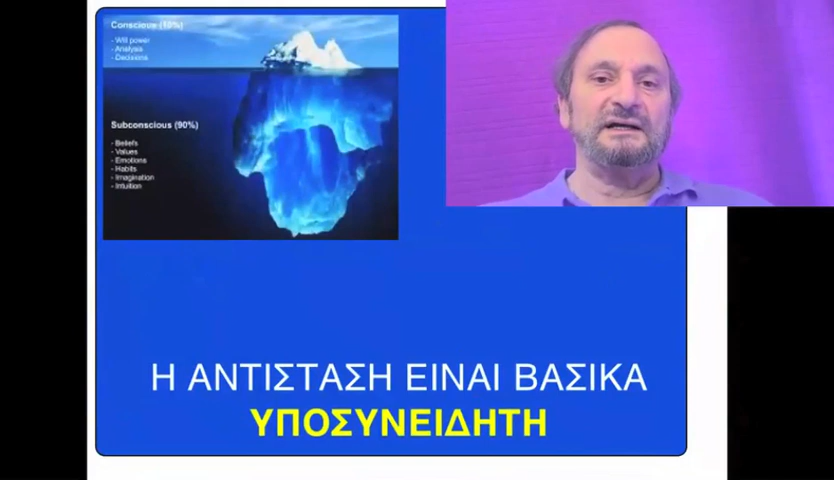 Conscious (10%)
- Will power
- Analysis
- Decisions
Subconscious (90%)
- Beliefs
- Values
- Emotions
- Habits
- Imagination
- Intuition
Η ΑΝΤΙΣΤΑΣΗ ΕΙΝΑΙ ΒΑΣΙΚΑ
ΥΠΟΣΥΝΕΙΔΗΤΗ